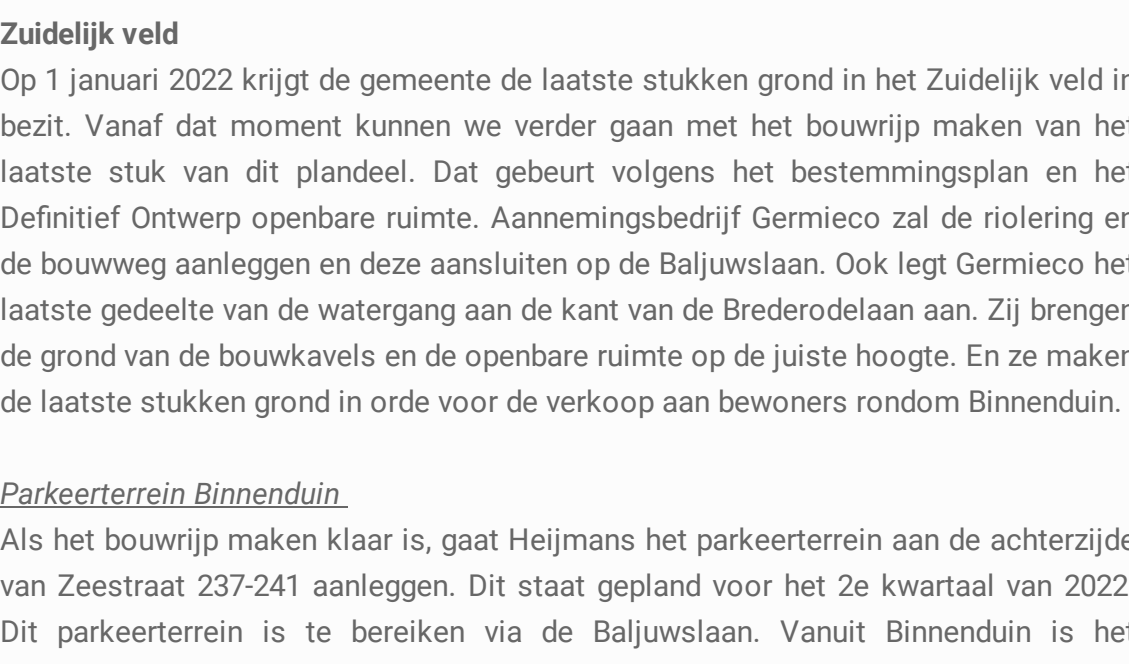 Zuidelijk veld
Op 1 januari 2022 krijgt de gemeente de laatste stukken grond in het Zuidelijk veld in
bezit. Vanaf dat moment kunnen we verder gaan met het bouwrijp maken van het
laatste stuk van dit plandeel. Dat gebeurt volgens het bestemmingsplan en het
Definitief Ontwerp openbare ruimte. Aannemingsbedrijf Germieco zal de riolering en
de bouwweg aanleggen en deze aansluiten op de Baljuwslaan. Ook legt Germieco het
laatste gedeelte van de watergang aan de kant van de Brederodelaan aan. Zij brengen
de grond van de bouwkavels en de openbare ruimte op de juiste hoogte. En ze maken
de laatste stukken grond in orde voor de verkoop aan bewoners rondom Binnenduin.
Parkeerterrein Binnenduin
Als het bouwrijp maken klaar is, gaat Heijmans het parkeerterrein aan de achterzijde
van Zeestraat 237-241 aanleggen. Dit staat gepland voor het 2e kwartaal van 2022
Dit parkeerterrein is te bereiken via de Baljuwslaan. Vanuit Binnenduin is het